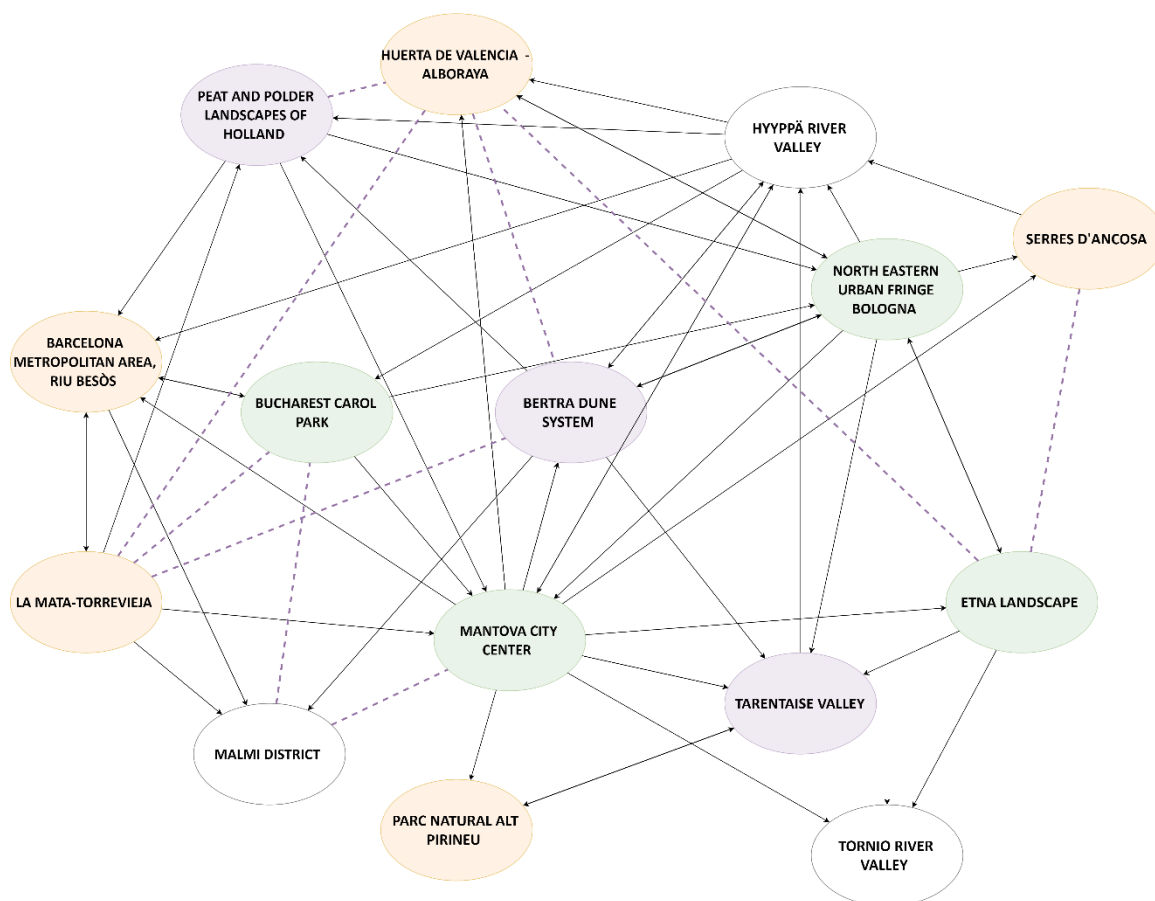 HUERTA DE VALENCIA -
ALBORAYA
PEAT AND POLDER
LANDSCAPES OF
HOLLAND
HYYPPÄ RIVER
VALLEY
SERRES D'ANCOSA
NORTH EASTERN
URBAN FRINGE
BOLOGNA
BARCELONA
METROPOLITAN AREA,
RIU BESÒS
BUCHAREST CAROL
PARK
BERTRA DUNE
SYSTEM
LA MATA-TORREVIEJA
MANTOVA CITY
CENTER
ETNA LANDSCAPE
TARENTAISE VALLEY
MALMI DISTRICT
PARC NATURAL ALT
PIRINEU
TORNIO RIVER
VALLEY